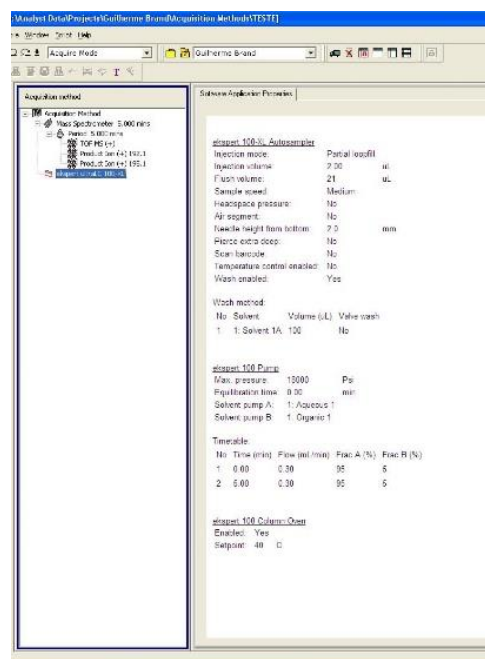 :\Analyst Data\Projects\Guilherme Brand\Acquisition Methods\TESTE]
Window Script Help
Acquire Mode
Guilherme Brand
Acquisition method
Software Application Properties
Acquisition Method
Mass Spectrometer 5.000 mins
Period 5.000 mins
TOF MS (+)
Product Ion (+) 192.1
Product Ion (+) 195.1
ekspert ultraLC 100-XL
ekspert 100-XL Autosampler
Injection mode: Partial loopfill
Injection volume: 2.00 uL
Flush volume: 21 uL
Sample speed: Medium
Headspace pressure: No
Air segment: No
Needle height from bottom: 2.0 mm
Pierce extra deep: No
Scan barcode: No
Temperature control enabled: No
Wash enabled: Yes
Wash method:
No Solvent Volume (uL) Valve wash
1 1: Solvent 1A 100 No
ekspert 100 Pump
Max. pressure: 18000 Psi
Equilibration time: 0.00 min
Solvent pump A: 1: Aqueous 1
Solvent pump B: 1: Organic 1
Timetable:
No Time (min) Flow (mL/min) Frac A (%) Frac B (%)
1 0.00 0.30 95 5
2 5.00 0.30 95 5
ekspert 100 Column Oven
Enabled: Yes
Setpoint: 40 C